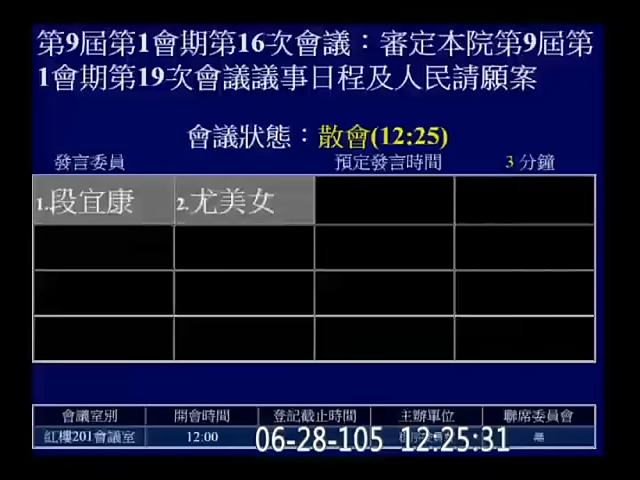 第9屆第1會期第16次會議：審定本院第9屆第
1會期第19次會議議事日程及人民請願案
會議狀態：散會(12:25)
發言委員 預定發言時間 3 分鐘
1.段宜康 2.尤美女
會議室別 開會時間 登記截止時間 主辦單位 聯席委員會
紅樓201會議室 12:00 無
06-28-105 12:25:31